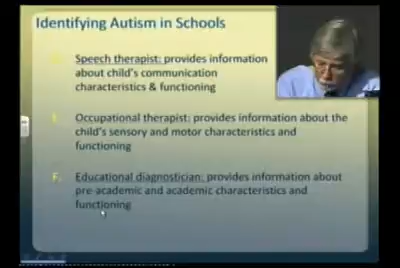 Identifying Autism in Schools
Speech therapist: provides information
about child's communication
characteristics & functioning
E. Occupational therapist: provides information about the
child's sensory and motor characteristics and
functioning
F. Educational diagnostician: provides information about
pre-academic and academic characteristics and
functioning